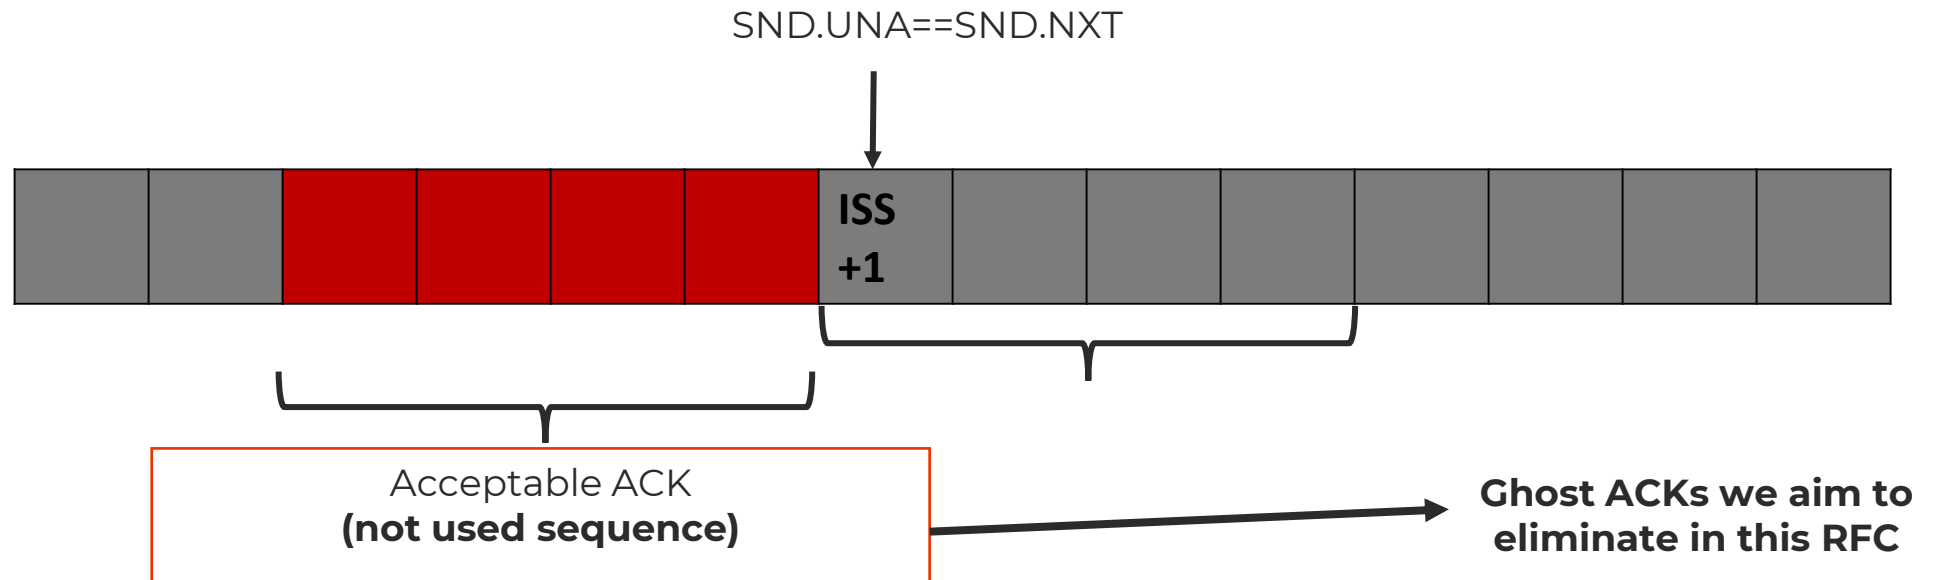 SND.UNA==SND.NXT
ISS
+1
Acceptable ACK
(not used sequence)
Ghost ACKs we aim to
eliminate in this RFC